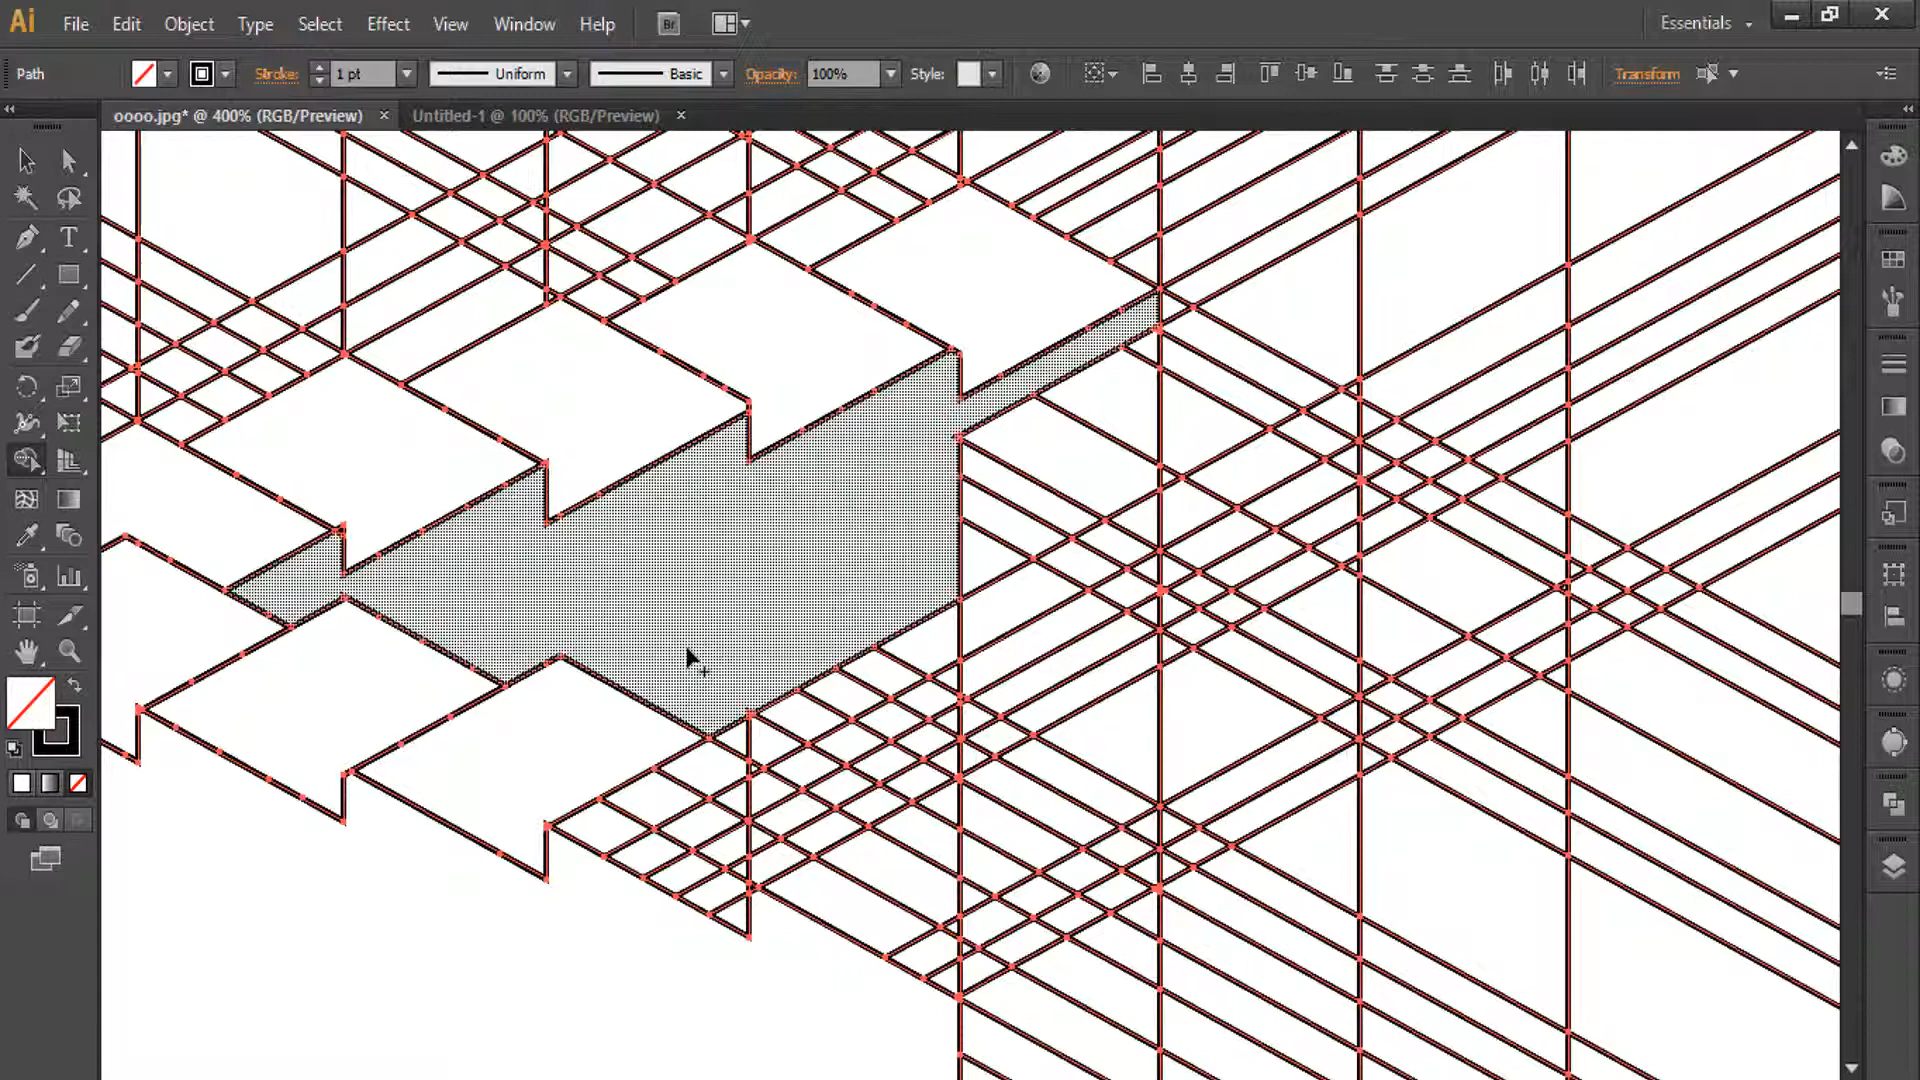 Ai File Edit Object Type Select Effect View Window Help Br Essentials
Path Stroke: 1 pt Uniform Basic Opacity: 100% Style: Transform
oooo.jpg* @ 400% (RGB/Preview) Untitled-1 @ 100% (RGB/Preview)
T